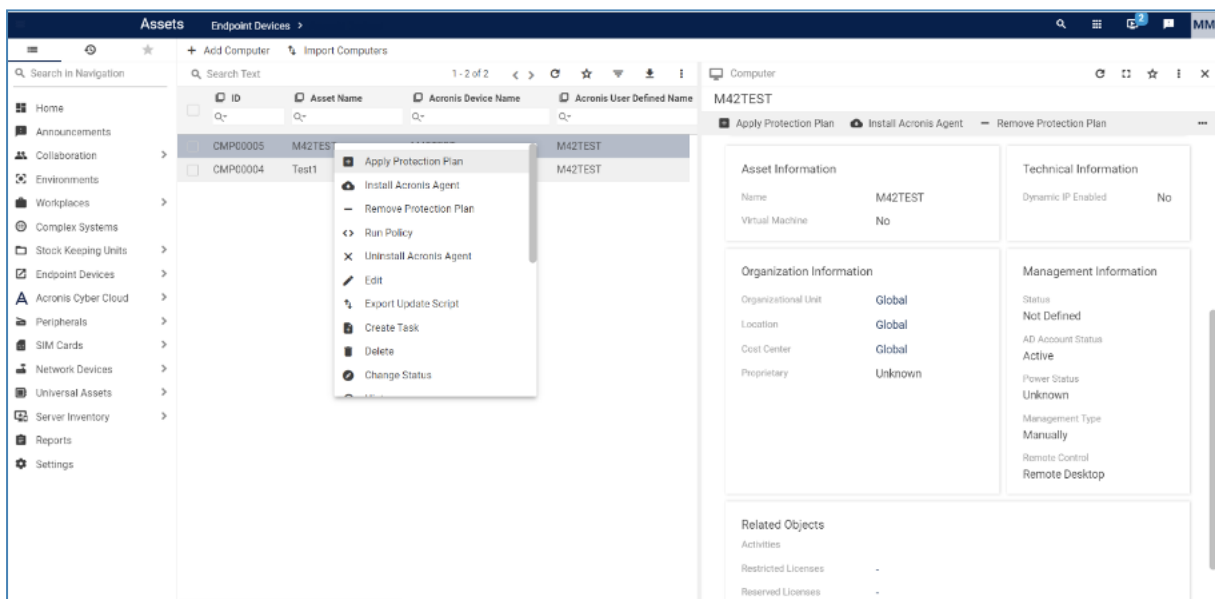 Assets Endpoint Devices >
2
MM
+ Add Computer Import Computers
Search in Navigation
Home
Announcements
Collaboration
Environments
Workplaces
Complex Systems
Stock Keeping Units
Endpoint Devices
Acronis Cyber Cloud
Peripherals
SIM Cards
Network Devices
Universal Assets
Server Inventory
Reports
Settings
Search Text 1 - 2 of 2
ID Asset Name Acronis Device Name Acronis User Defined Name
CMP00005 M42TEST M42TEST
CMP00004 Test1 M42TEST
Apply Protection Plan
Install Acronis Agent
Remove Protection Plan
Run Policy
Uninstall Acronis Agent
Edit
Export Update Script
Create Task
Delete
Change Status
Computer
M42TEST
Apply Protection Plan Install Acronis Agent Remove Protection Plan
Asset Information
Name M42TEST
Virtual Machine No
Technical Information
Dynamic IP Enabled No
Organization Information
Organizational Unit Global
Location Global
Cost Center Global
Proprietary Unknown
Management Information
Status
Not Defined
AD Account Status
Active
Power Status
Unknown
Management Type
Manually
Remote Control
Remote Desktop
Related Objects
Activities
Restricted Licenses -
Reserved Licenses -